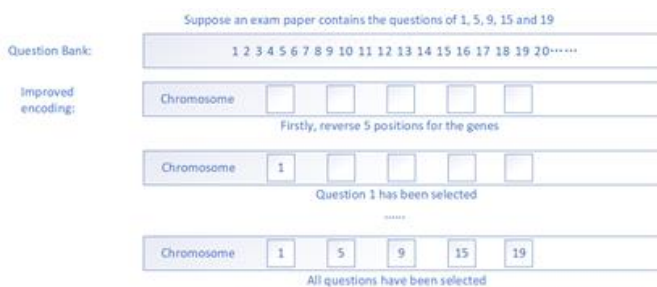 Suppose an exam paper contains the questions of 1, 5, 9, 15 and 19
Question Bank:
1 2 3 4 5 6 7 8 9 10 11 12 13 14 15 16 17 18 19 20……
Improved
encoding:
Chromosome
Firstly, reverse 5 positions for the genes
Chromosome 1
Question 1 has been selected
……
Chromosome 1 5 9 15 19
All questions have been selected